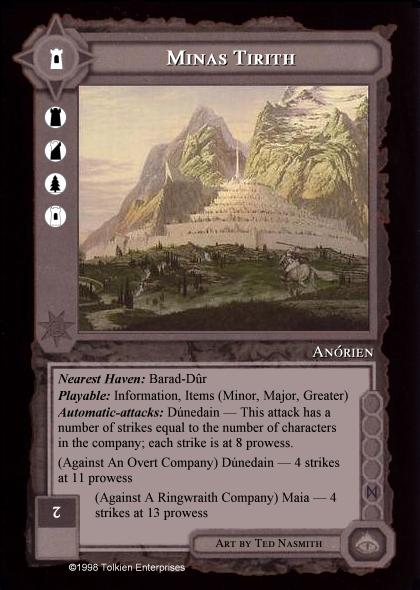 MINAS TIRITH
ANÓRIEN
Nearest Haven: Barad-Dûr
Playable: Information, Items (Minor, Major, Greater)
Automatic-attacks: Dúnedain — This attack has a
number of strikes equal to the number of characters
in the company; each strike is at 8 prowess.
(Against An Overt Company) Dúnedain — 4 strikes
at 11 prowess
(Against A Ringwraith Company) Maia — 4
strikes at 13 prowess
2
ART BY TED NASMITH
©1998 Tolkien Enterprises